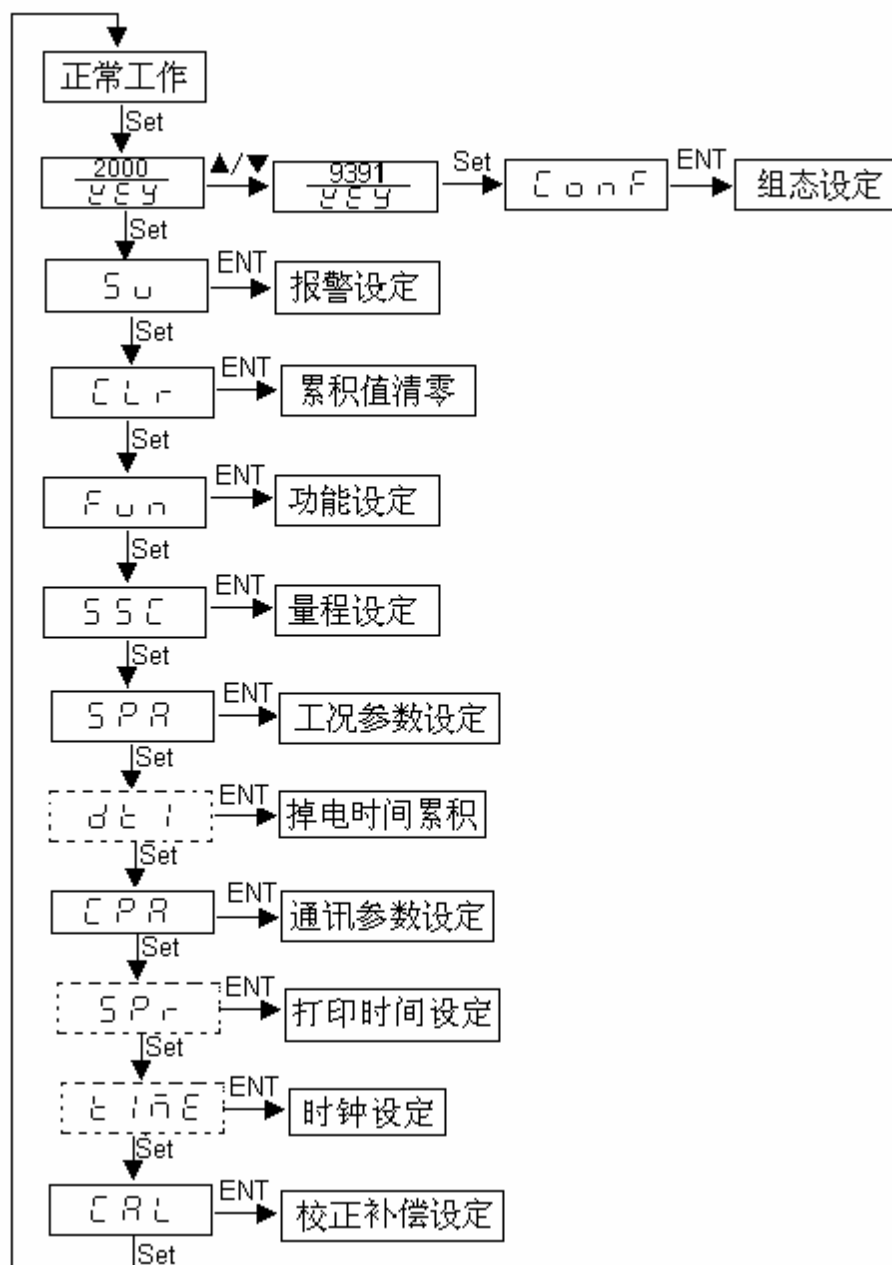 正常工作
Set
2000 ▲/▼ 9391 Set ConF ENT 组态设定
KEY KEY
Set
Su ENT 报警设定
Set
CLr ENT 累积值清零
Set
Fun ENT 功能设定
Set
SSC ENT 量程设定
Set
SPA ENT 工况参数设定
Set
dt1 ENT 掉电时间累积
Set
CPA ENT 通讯参数设定
Set
SPr ENT 打印时间设定
Set
tIME ENT 时钟设定
Set
CAL ENT 校正补偿设定
Set